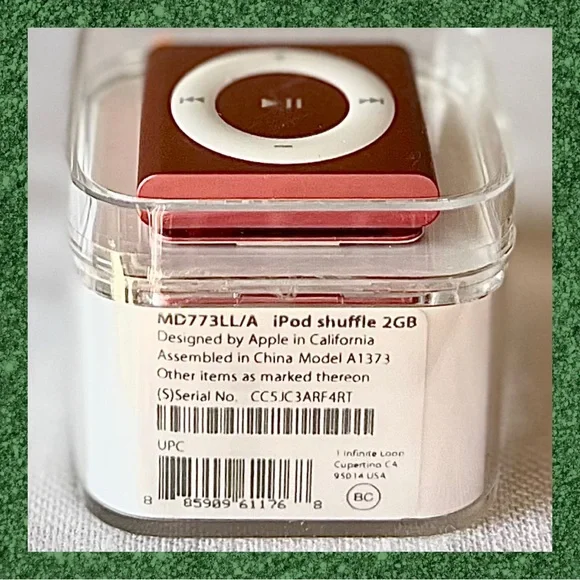 MD773LL/A iPod shuffle 2GB
Designed by Apple in California
Assembled in China Model A1373
Other items as marked thereon
(S)Serial No. CC5JC3ARF4RT
UPC
1 Infinite Loop
Cupertino CA
95014 USA
BC
8 85909 61176 8